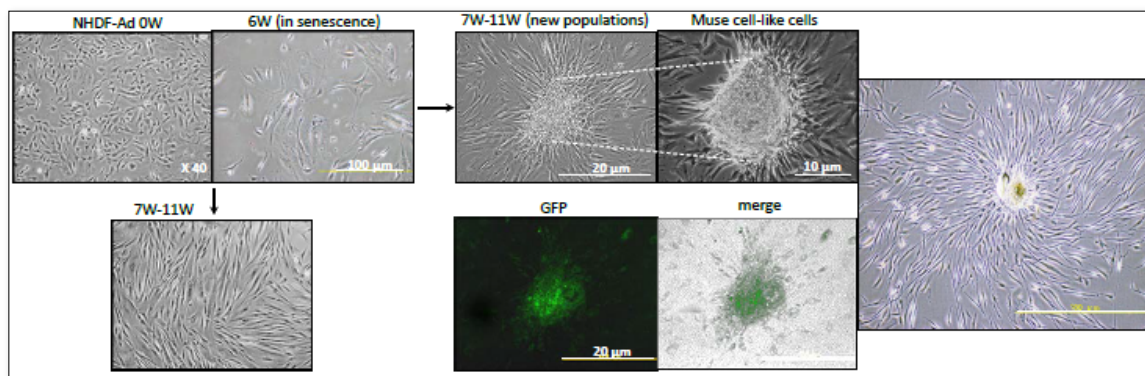 NHDF-Ad 0W
6W (in senescence)
7W-11W (new populations)
Muse cell-like cells
X 40
100 μm
20 μm
10 μm
7W-11W
GFP
merge
20 μm